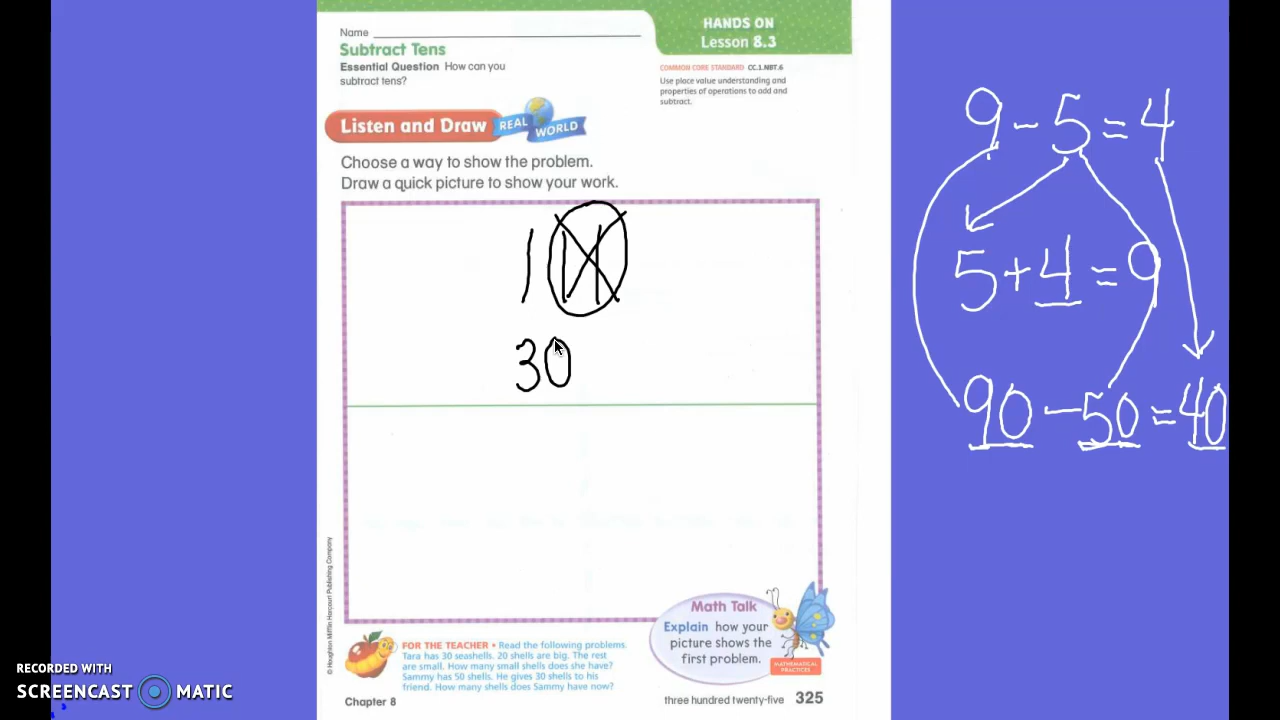 Name
HANDS ON
Lesson 8.3
Subtract Tens
Essential Question How can you
subtract tens?
COMMON CORE STANDARD CC.1.NBT.6
Use place value understanding and
properties of operations to add and
subtract.
Listen and Draw
REAL WORLD
Choose a way to show the problem.
Draw a quick picture to show your work.
30
9 - 5 = 4
5 + 4 = 9
90 - 50 = 40
Math Talk
Explain how your
picture shows the
first problem.
MATHEMATICAL
PRACTICES
FOR THE TEACHER • Read the following problems.
Tara has 30 seashells. 20 shells are big. The rest
are small. How many small shells does she have?
Sammy has 50 shells. He gives 30 shells to his
friend. How many shells does Sammy have now?
© Houghton Mifflin Harcourt Publishing Company
Chapter 8
three hundred twenty-five 325
RECORDED WITH
SCREENCAST MATIC